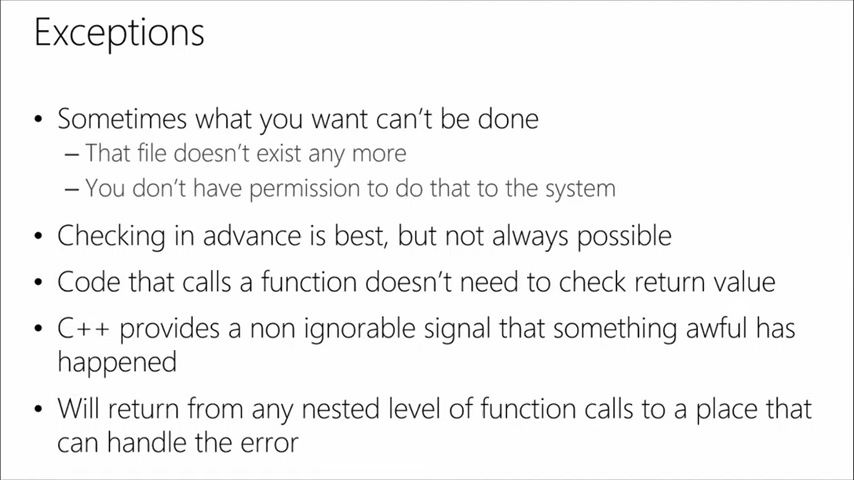 Exceptions
• Sometimes what you want can't be done
– That file doesn't exist any more
– You don't have permission to do that to the system
• Checking in advance is best, but not always possible
• Code that calls a function doesn't need to check return value
• C++ provides a non ignorable signal that something awful has
happened
• Will return from any nested level of function calls to a place that
can handle the error